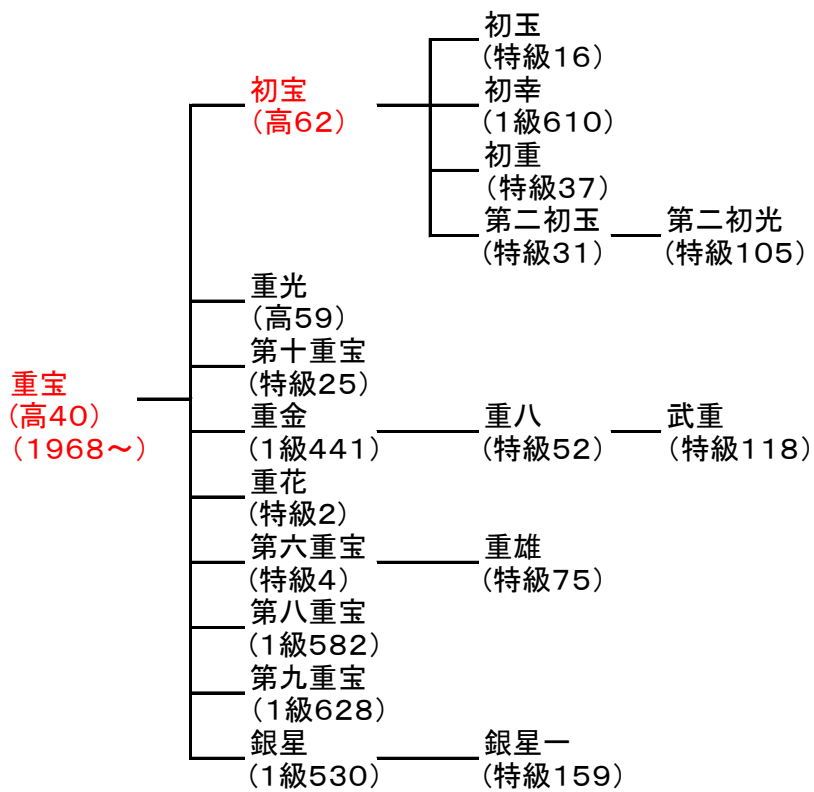 初玉
(特級16)
初宝
(高62)
初幸
(1級610)
初重
(特級37)
第二初玉
(特級31)
第二初光
(特級105)
重光
(高59)
第十重宝
(特級25)
重宝
(高40)
(1968～)
重金
(1級441)
重八
(特級52)
武重
(特級118)
重花
(特級2)
第六重宝
(特級4)
重雄
(特級75)
第八重宝
(1級582)
第九重宝
(1級628)
銀星
(1級530)
銀星一
(特級159)